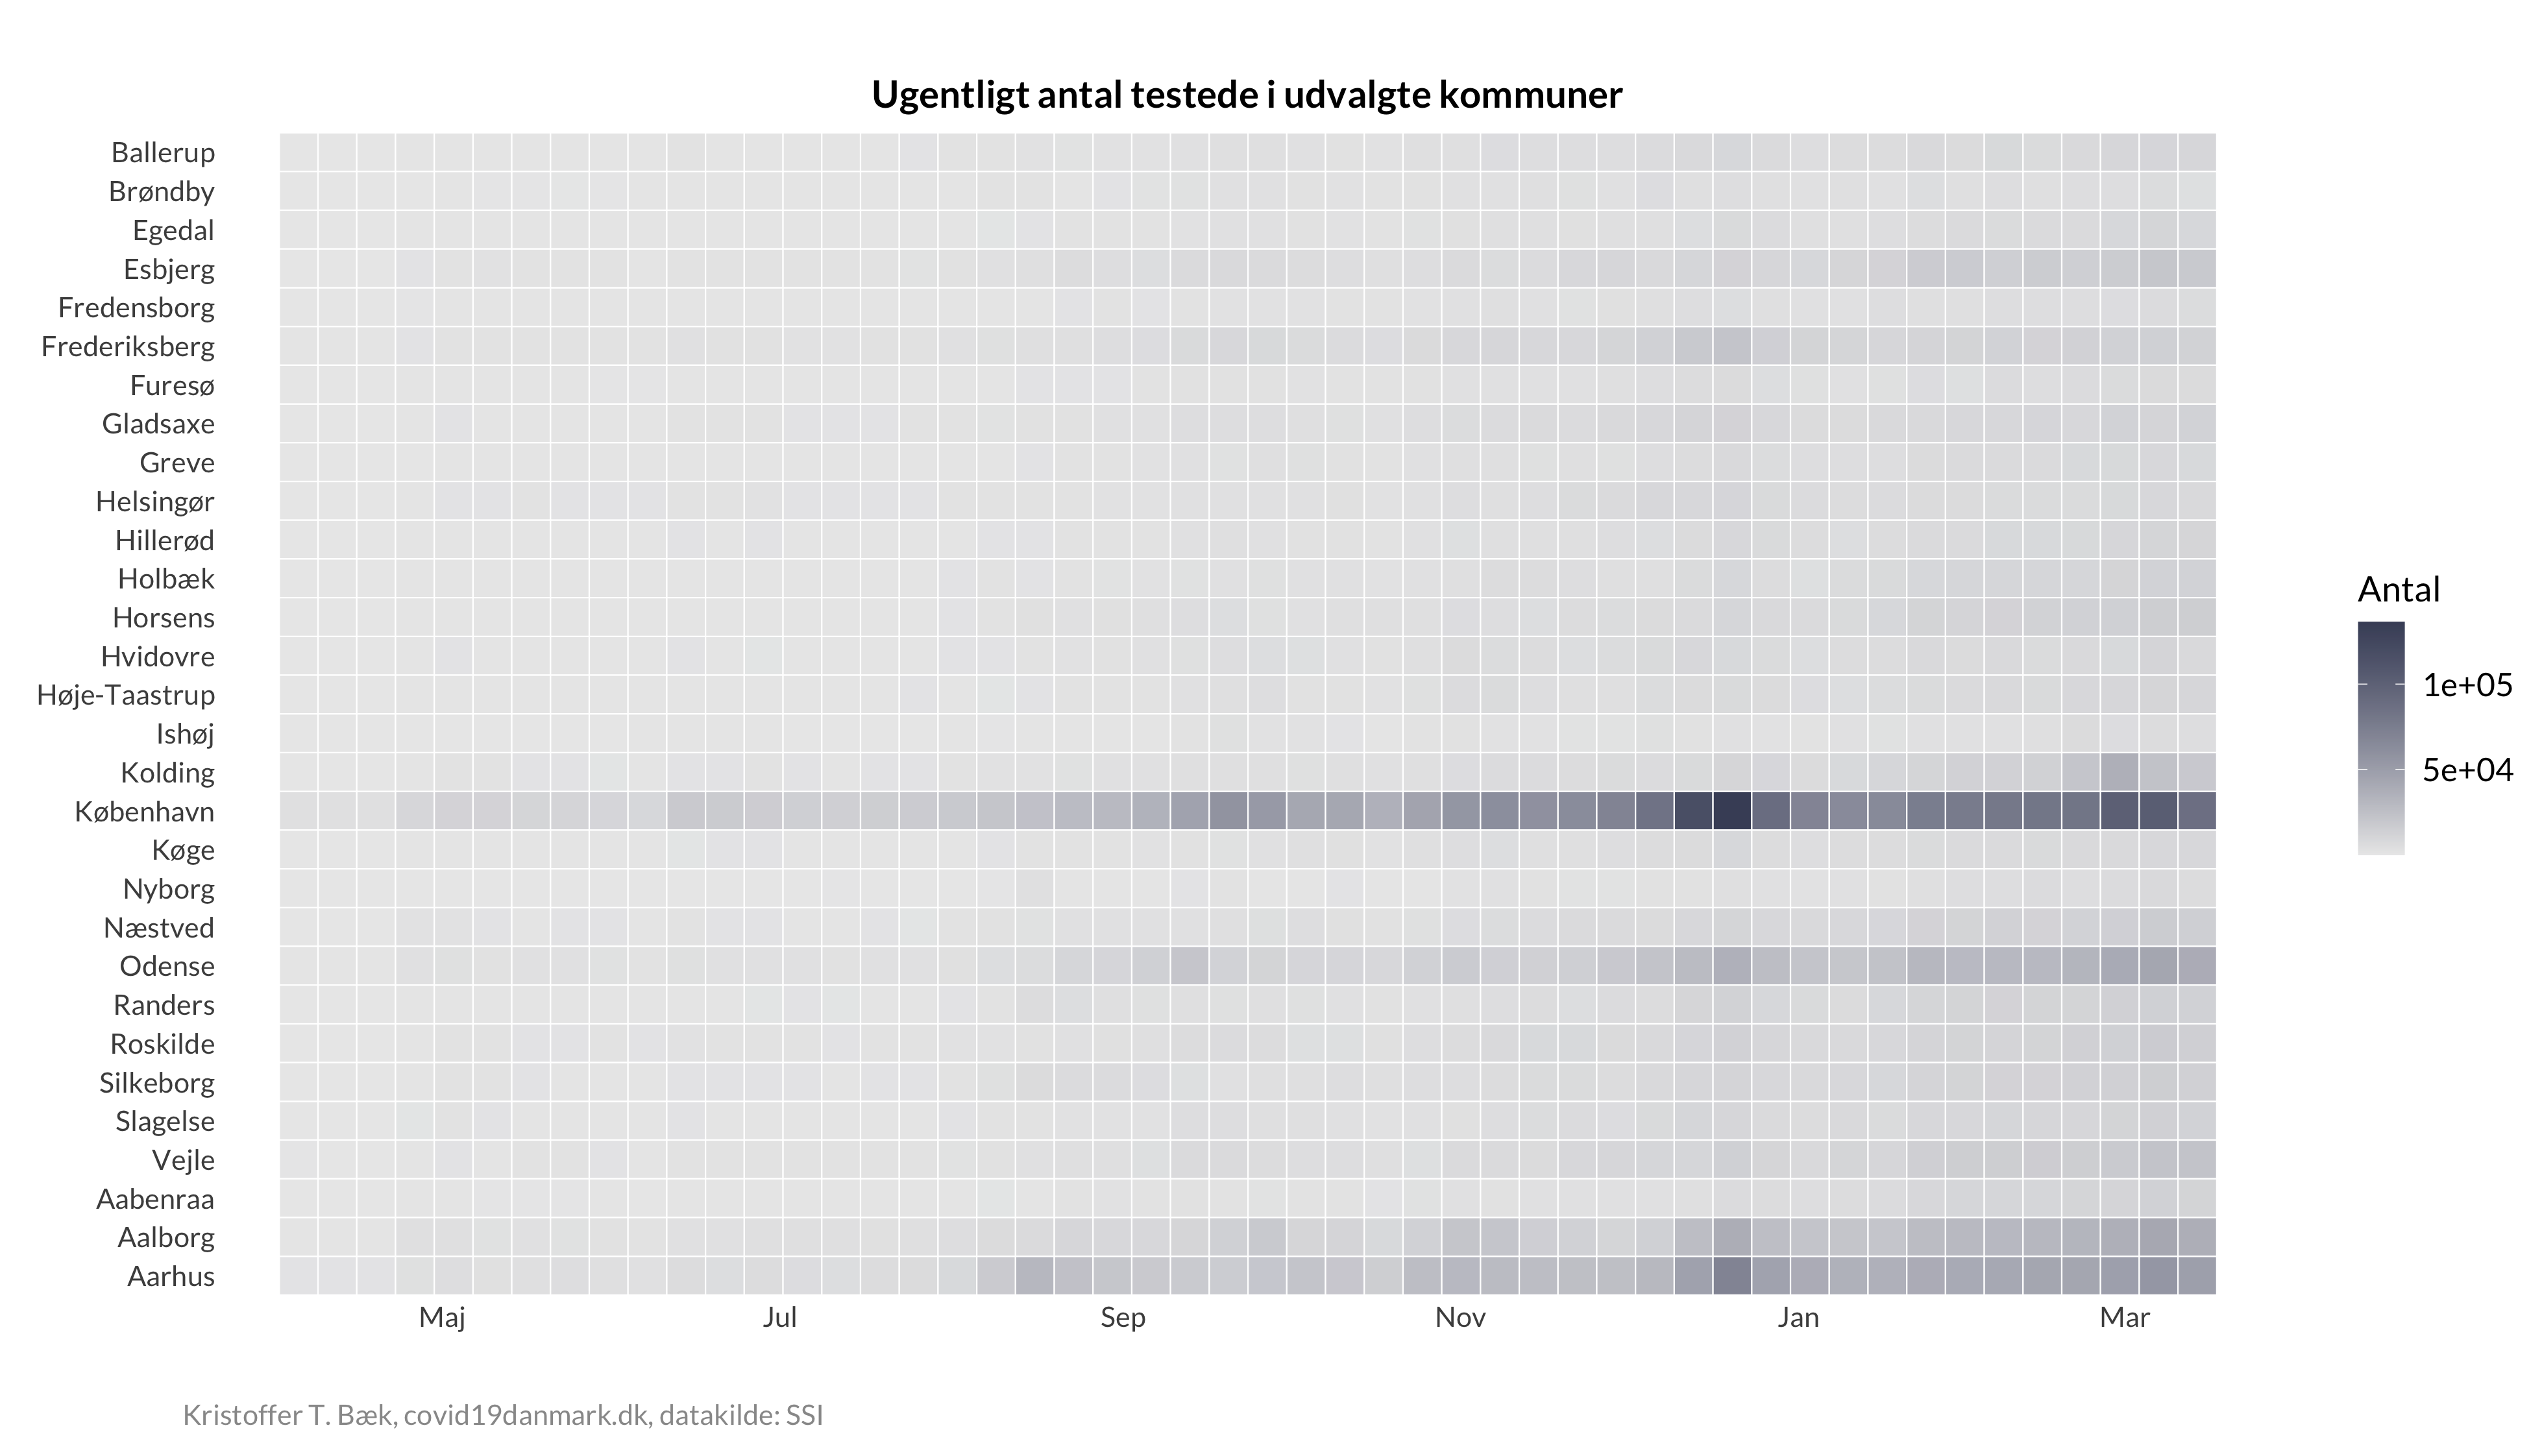 Ugentligt antal testede i udvalgte kommuner
Ballerup
Brøndby
Egedal
Esbjerg
Fredensborg
Frederiksberg
Furesø
Gladsaxe
Greve
Helsingør
Hillerød
Holbæk
Horsens
Hvidovre
Høje-Taastrup
Ishøj
Kolding
København
Køge
Nyborg
Næstved
Odense
Randers
Roskilde
Silkeborg
Slagelse
Vejle
Aabenraa
Aalborg
Aarhus
Maj Jul Sep Nov Jan Mar
Antal
1e+05
5e+04
Kristoffer T. Bæk, covid19danmark.dk, datakilde: SSI